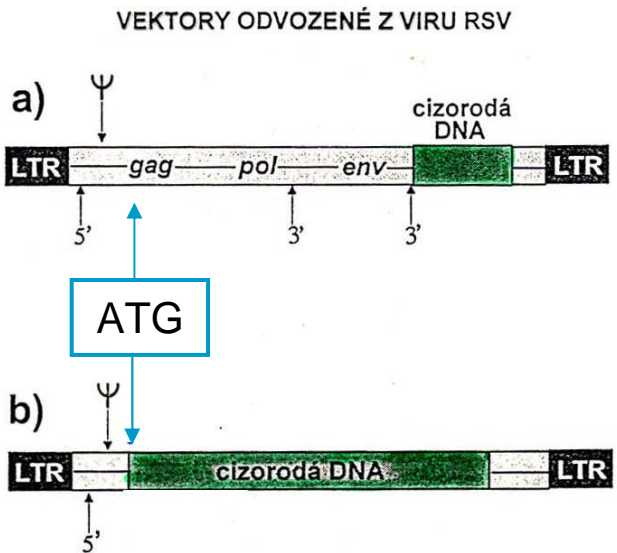 VEKTORY ODVOZENÉ Z VIRU RSV
a)
Ψ
cizorodá
DNA
LTR gag pol env LTR
5' 3' 3'
ATG
b)
Ψ
LTR cizorodá DNA LTR
5'